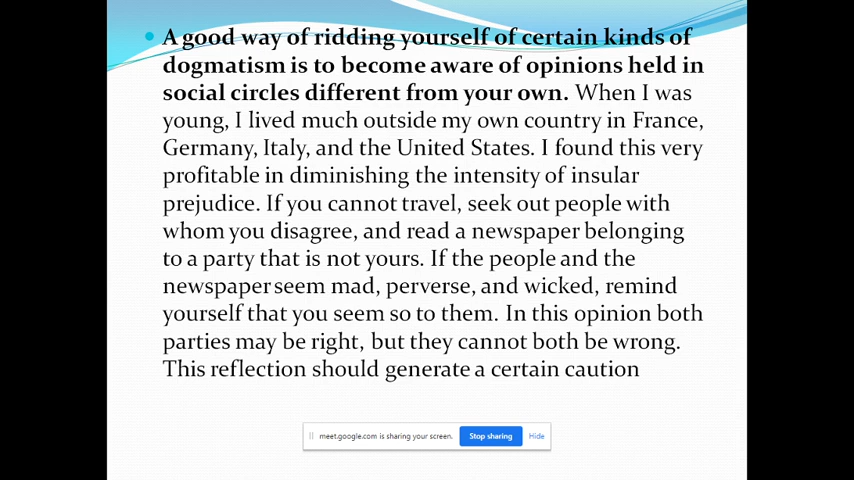 A good way of ridding yourself of certain kinds of
dogmatism is to become aware of opinions held in
social circles different from your own. When I was
young, I lived much outside my own country in France,
Germany, Italy, and the United States. I found this very
profitable in diminishing the intensity of insular
prejudice. If you cannot travel, seek out people with
whom you disagree, and read a newspaper belonging
to a party that is not yours. If the people and the
newspaper seem mad, perverse, and wicked, remind
yourself that you seem so to them. In this opinion both
parties may be right, but they cannot both be wrong.
This reflection should generate a certain caution
meet.google.com is sharing your screen. Stop sharing Hide